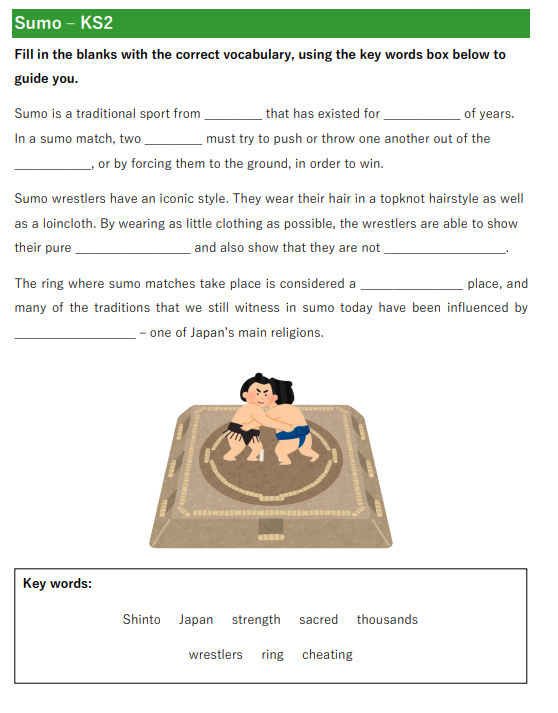 Sumo – KS2
Fill in the blanks with the correct vocabulary, using the key words box below to
guide you.
Sumo is a traditional sport from ________ that has existed for ___________ of years.
In a sumo match, two ________ must try to push or throw one another out of the
___________, or by forcing them to the ground, in order to win.
Sumo wrestlers have an iconic style. They wear their hair in a topknot hairstyle as well
as a loincloth. By wearing as little clothing as possible, the wrestlers are able to show
their pure ________________ and also show that they are not _________________.
The ring where sumo matches take place is considered a ______________ place, and
many of the traditions that we still witness in sumo today have been influenced by
_________________ – one of Japan's main religions.
Key words:
Shinto Japan strength sacred thousands
wrestlers ring cheating